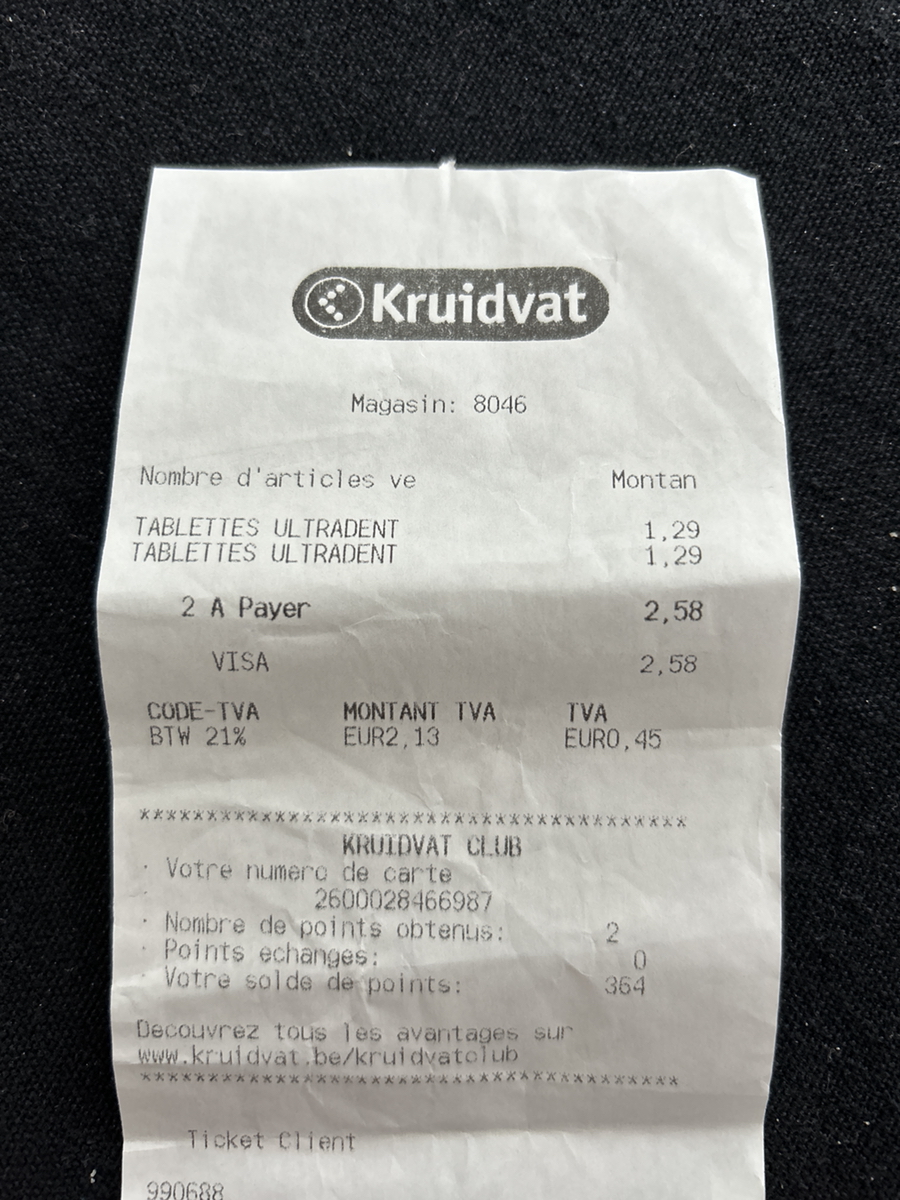 Kruidvat
Magasin: 8046
Nombre d'articles ve Montan
TABLETTES ULTRADENT 1,29
TABLETTES ULTRADENT 1,29
2 A Payer 2,58
VISA 2,58
CODE-TVA MONTANT TVA TVA
BTW 21% EUR2,13 EUR0,45
****************************************
KRUIDVAT CLUB
· Votre numero de carte
· 2600028466987
· Nombre de points obtenus: 2
· Points echanges: 0
· Votre solde de points: 364
Decouvrez tous les avantages sur
www.kruidvat.be/kruidvatclub
****************************************
Ticket Client
990688